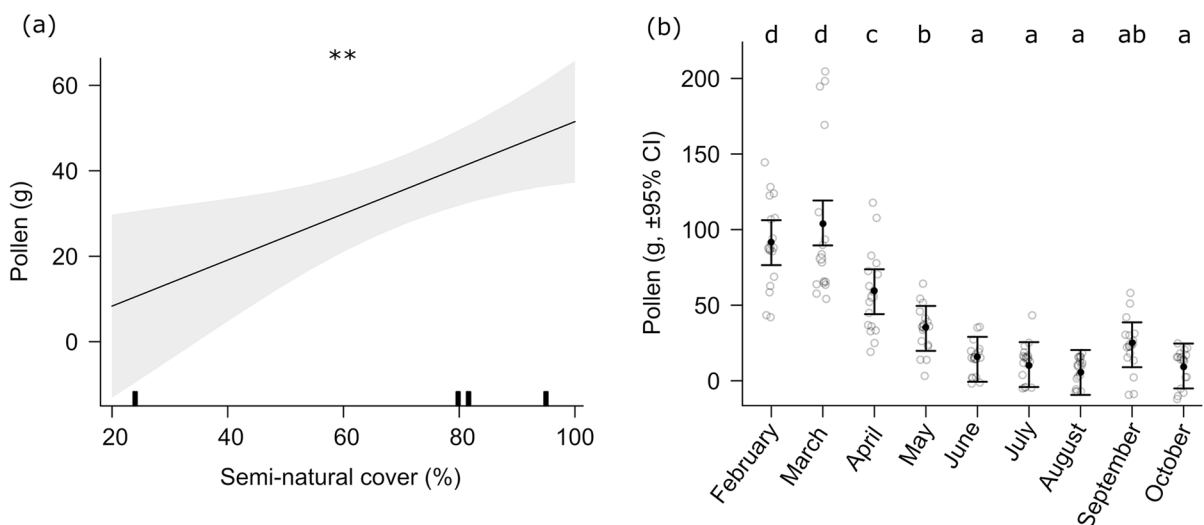 (a)
**
Pollen (g)
60
40
20
0
20 40 60 80 100
Semi-natural cover (%)
(b)
d d c b a a a ab a
Pollen (g, ±95% CI)
200
150
100
50
0
February March April May June July August September October